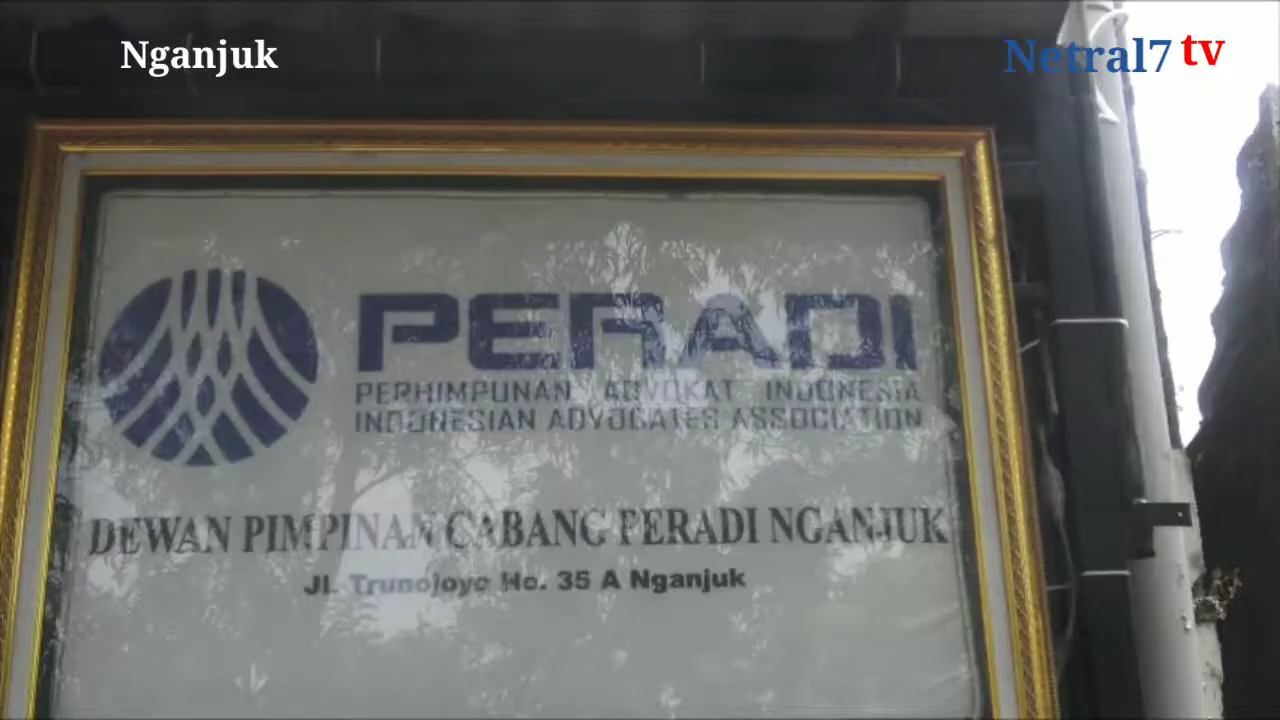 Nganjuk
Netral7 tv
PERADI
PERHIMPUNAN ADVOKAT INDONESIA
INDONESIAN ADVOCATES ASSOCIATION
DEWAN PIMPINAN CABANG PERADI NGANJUK
Jl. Trunojoyo No. 35 A Nganjuk